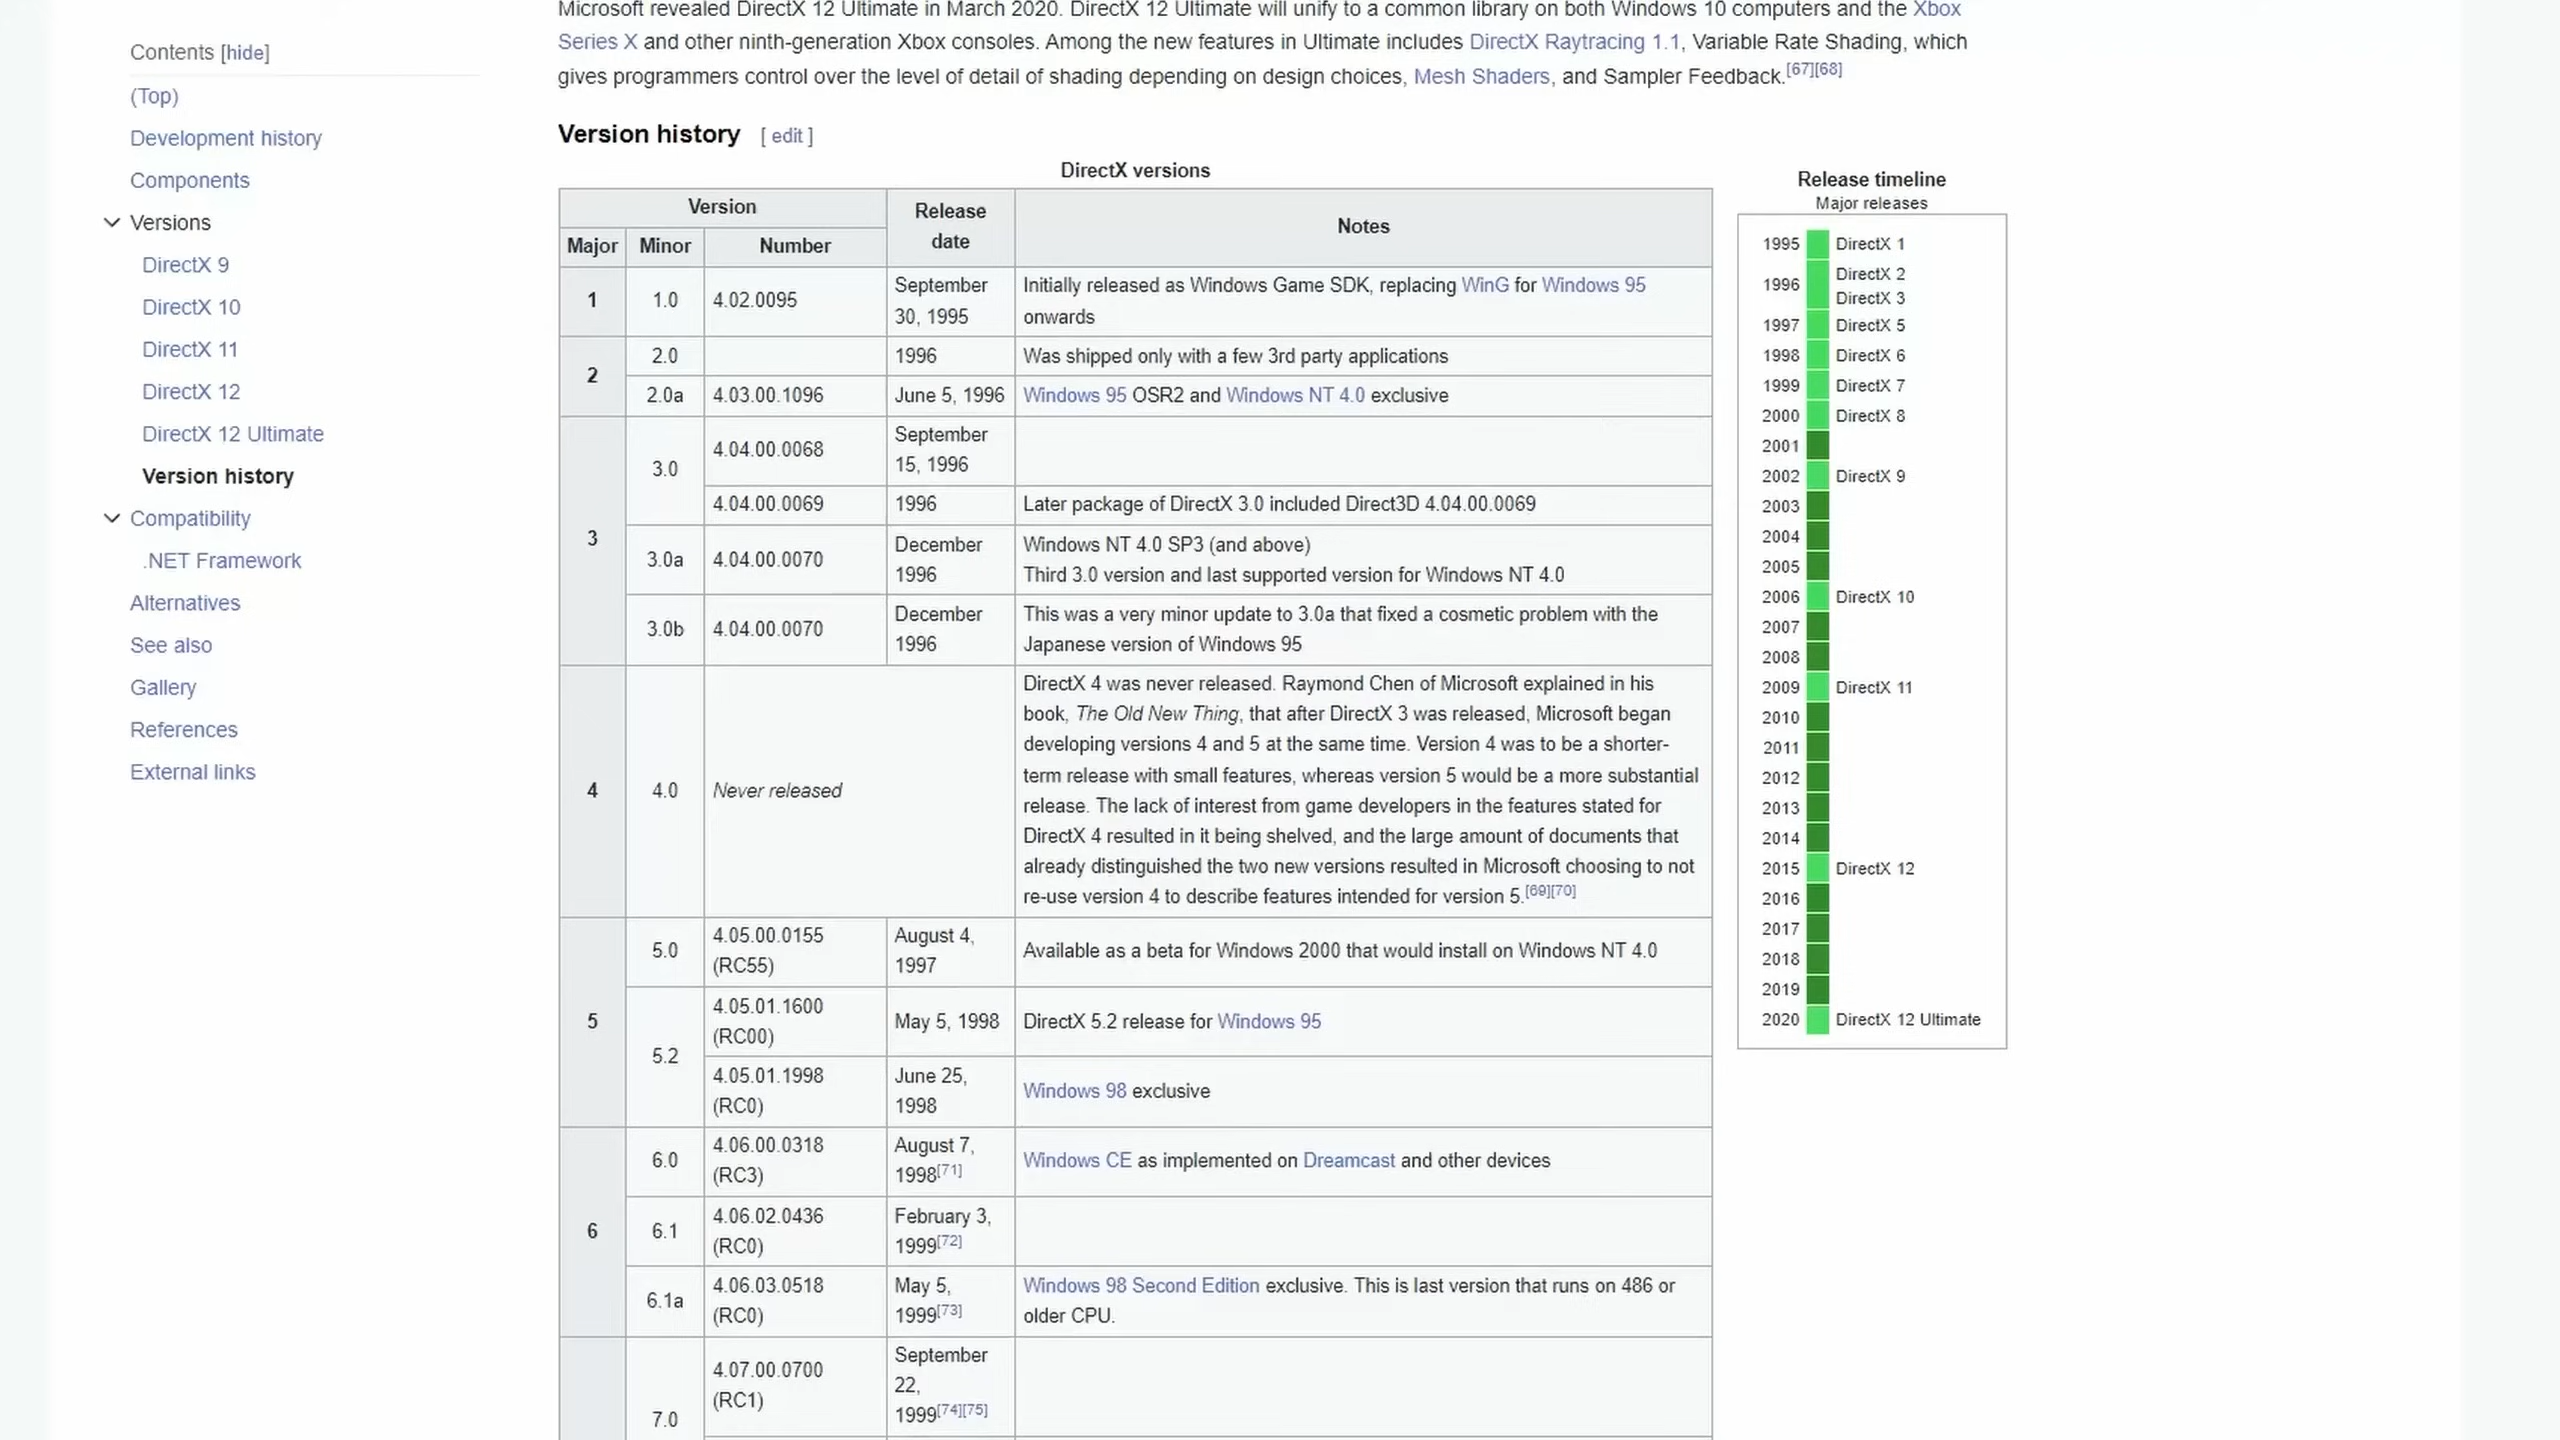 Microsoft revealed DirectX 12 Ultimate in March 2020. DirectX 12 Ultimate will unify to a common library on both Windows 10 computers and the Xbox
Series X and other ninth-generation Xbox consoles. Among the new features in Ultimate includes DirectX Raytracing 1.1, Variable Rate Shading, which
gives programmers control over the level of detail of shading depending on design choices, Mesh Shaders, and Sampler Feedback.[67][68]
Contents [hide]
(Top)
Development history
Components
Versions
DirectX 9
DirectX 10
DirectX 11
DirectX 12
DirectX 12 Ultimate
Version history
Compatibility
.NET Framework
Alternatives
See also
Gallery
References
External links
Version history [ edit ]
DirectX versions
Version
Release
date
Notes
Major Minor Number
1 1.0 4.02.0095
September
30, 1995
Initially released as Windows Game SDK, replacing WinG for Windows 95
onwards
2
2.0 1996 Was shipped only with a few 3rd party applications
2.0a 4.03.00.1096 June 5, 1996 Windows 95 OSR2 and Windows NT 4.0 exclusive
3
3.0
4.04.00.0068
September
15, 1996
4.04.00.0069 1996 Later package of DirectX 3.0 included Direct3D 4.04.00.0069
3.0a 4.04.00.0070
December
1996
Windows NT 4.0 SP3 (and above)
Third 3.0 version and last supported version for Windows NT 4.0
3.0b 4.04.00.0070
December
1996
This was a very minor update to 3.0a that fixed a cosmetic problem with the
Japanese version of Windows 95
4 4.0 Never released
DirectX 4 was never released. Raymond Chen of Microsoft explained in his
book, The Old New Thing, that after DirectX 3 was released, Microsoft began
developing versions 4 and 5 at the same time. Version 4 was to be a shorter-
term release with small features, whereas version 5 would be a more substantial
release. The lack of interest from game developers in the features stated for
DirectX 4 resulted in it being shelved, and the large amount of documents that
already distinguished the two new versions resulted in Microsoft choosing to not
re-use version 4 to describe features intended for version 5.[69][70]
5
5.0
4.05.00.0155
(RC55)
August 4,
1997
Available as a beta for Windows 2000 that would install on Windows NT 4.0
5.2
4.05.01.1600
(RC00)
May 5, 1998 DirectX 5.2 release for Windows 95
4.05.01.1998
(RC0)
June 25,
1998
Windows 98 exclusive
6
6.0
4.06.00.0318
(RC3)
August 7,
1998[71]
Windows CE as implemented on Dreamcast and other devices
6.1
4.06.02.0436
(RC0)
February 3,
1999[72]
6.1a
4.06.03.0518
(RC0)
May 5,
1999[73]
Windows 98 Second Edition exclusive. This is last version that runs on 486 or
older CPU.
7.0
4.07.00.0700
(RC1)
September
22,
1999[74][75]
Release timeline
Major releases
1995 DirectX 1
1996 DirectX 2
DirectX 3
1997 DirectX 5
1998 DirectX 6
1999 DirectX 7
2000 DirectX 8
2001
2002 DirectX 9
2003
2004
2005
2006 DirectX 10
2007
2008
2009 DirectX 11
2010
2011
2012
2013
2014
2015 DirectX 12
2016
2017
2018
2019
2020 DirectX 12 Ultimate